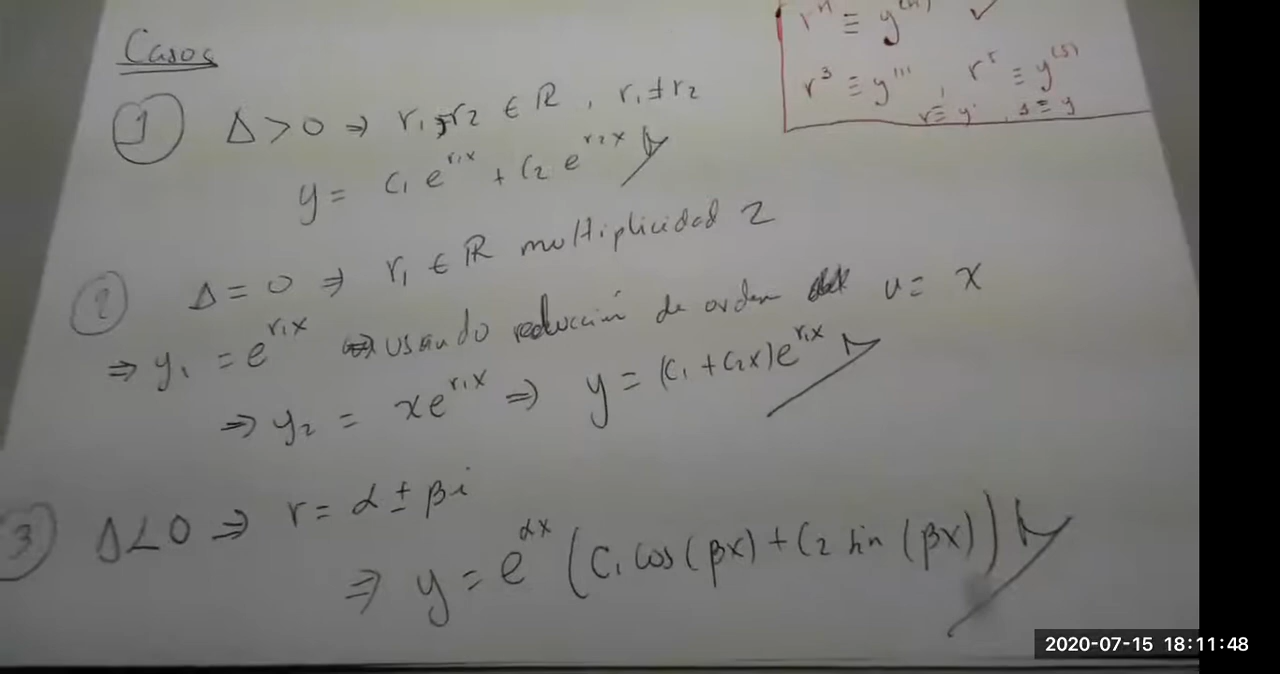 Casos
① Δ > 0 ⇒ r₁, r₂ ∈ ℝ, r₁ ≠ r₂
y = c₁ e^{r₁x} + c₂ e^{r₂x}
② Δ = 0 ⇒ r₁ ∈ ℝ multiplicidad 2
⇒ y₁ = e^{r₁x} ⇒ usando reducción de orden u = x
⇒ y₂ = x e^{r₁x} ⇒ y = (c₁ + c₂x) e^{r₁x}
③ Δ < 0 ⇒ r = α ± βi
⇒ y = e^{αx} (c₁ cos(βx) + c₂ sin(βx))
rⁿ ≡ y^{(n)} ✓
r³ ≡ y''' , r⁵ ≡ y^{(5)}
r ≡ y' , 1 ≡ y
2020-07-15 18:11:48